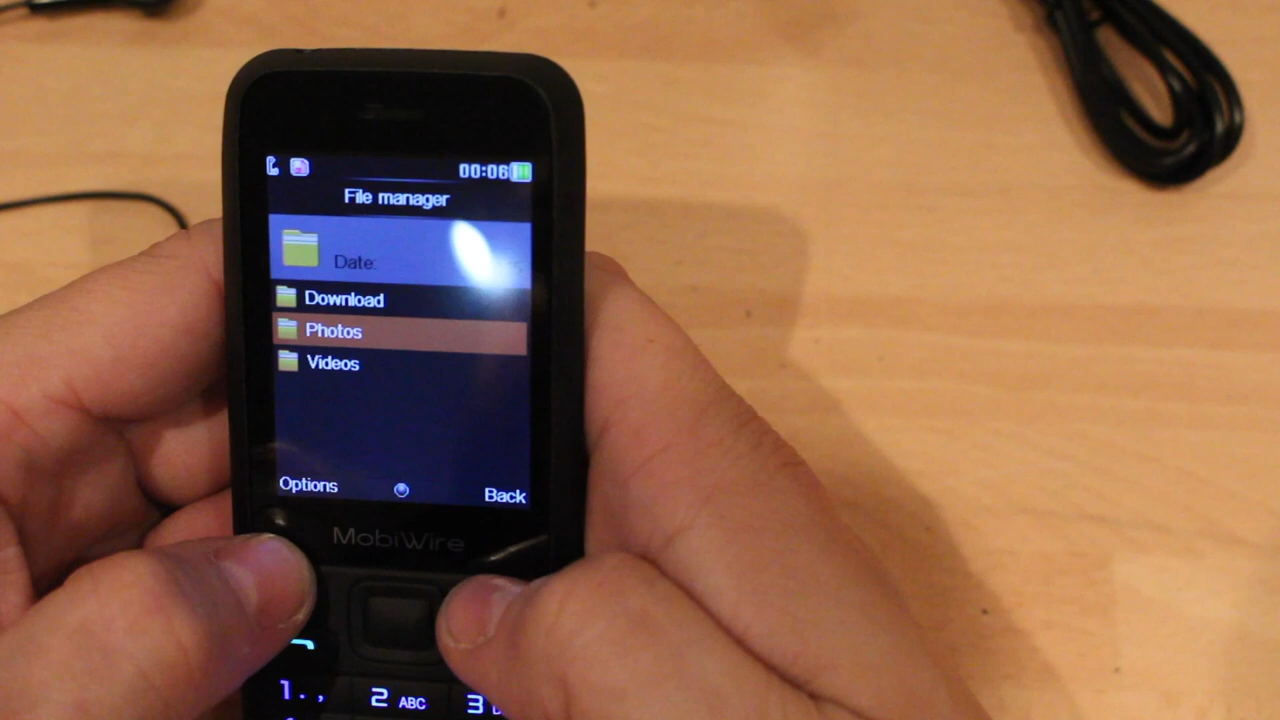 00:06
File manager
Date:
Download
Photos
Videos
Options
Back
MobiWire
1 . ,
2 ABC
3